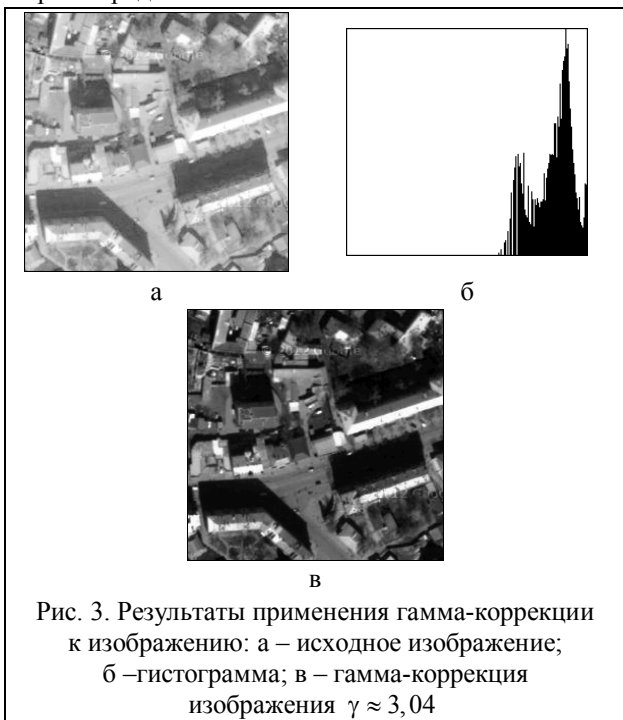 а
б
в
Рис. 3. Результаты применения гамма-коррекции
к изображению: а – исходное изображение;
б –гистограмма; в – гамма-коррекция
изображения γ ≈ 3,04